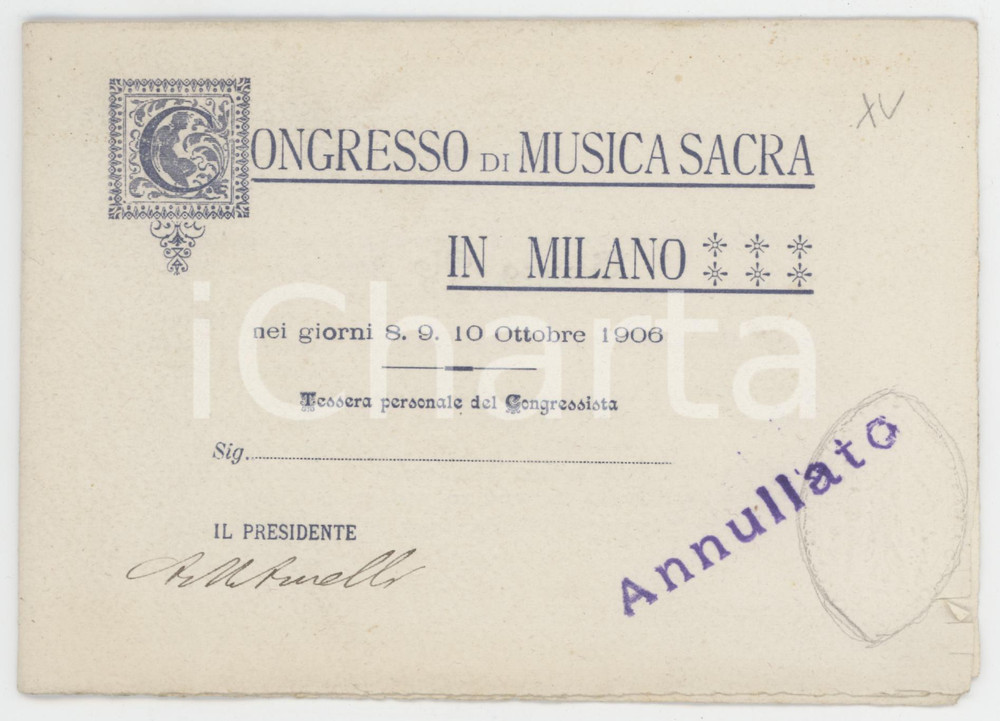 CONGRESSO DI MUSICA SACRA
XV
IN MILANO
nei giorni 8. 9. 10 Ottobre 1906
iCharta
Tessera personale del Congressista
Sig.
Annullato
IL PRESIDENTE